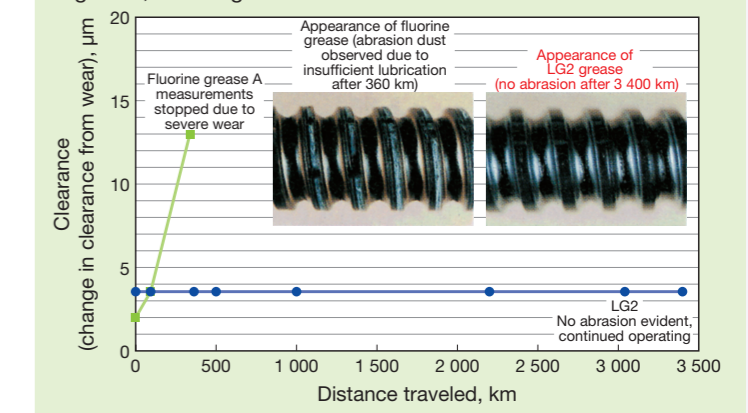 20
15
10
5
0
Clearance
(change in clearance from wear), µm
Fluorine grease A
measurements
stopped due to
severe wear
Appearance of fluorine
grease (abrasion dust
observed due to
insufficient lubrication
after 360 km)
Appearance of
LG2 grease
(no abrasion after 3 400 km)
LG2
No abrasion evident,
continued operating
0 500 1 000 1 500 2 000 2 500 3 000 3 500
Distance traveled, km